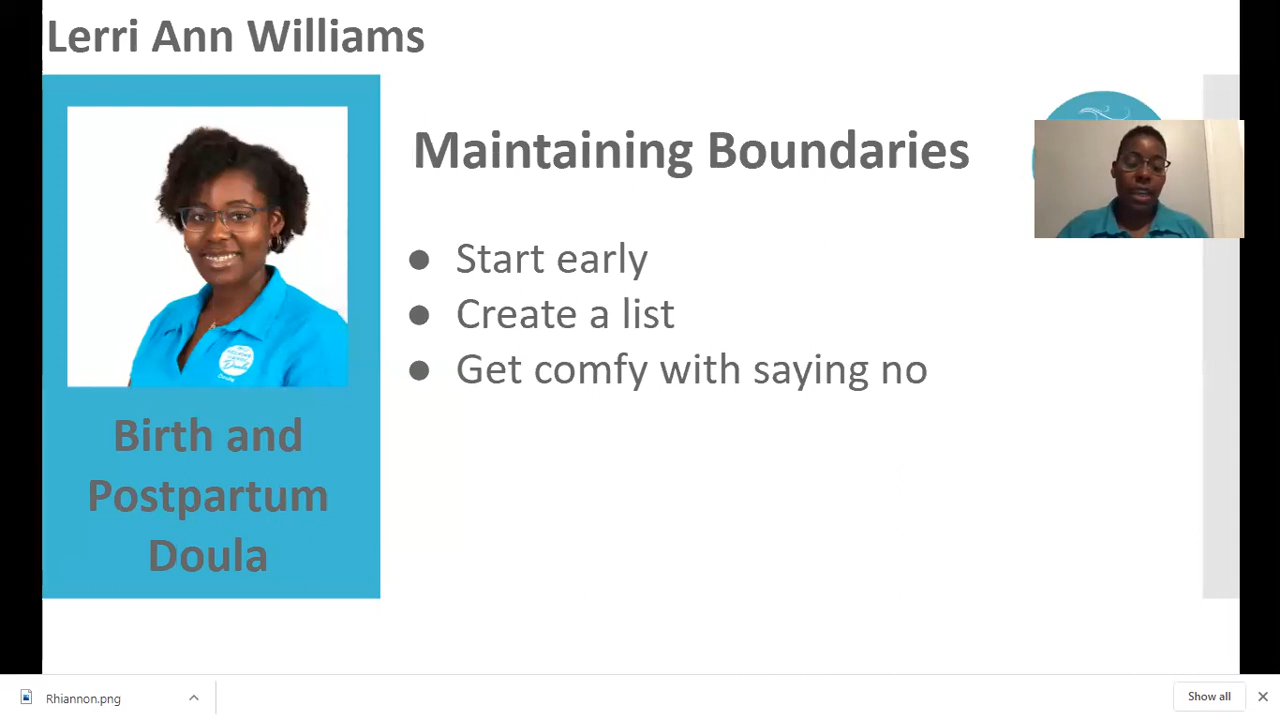 Lerri Ann Williams
Maintaining Boundaries
● Start early
● Create a list
● Get comfy with saying no
Birth and
Postpartum
Doula
Rhiannon.png
Show all